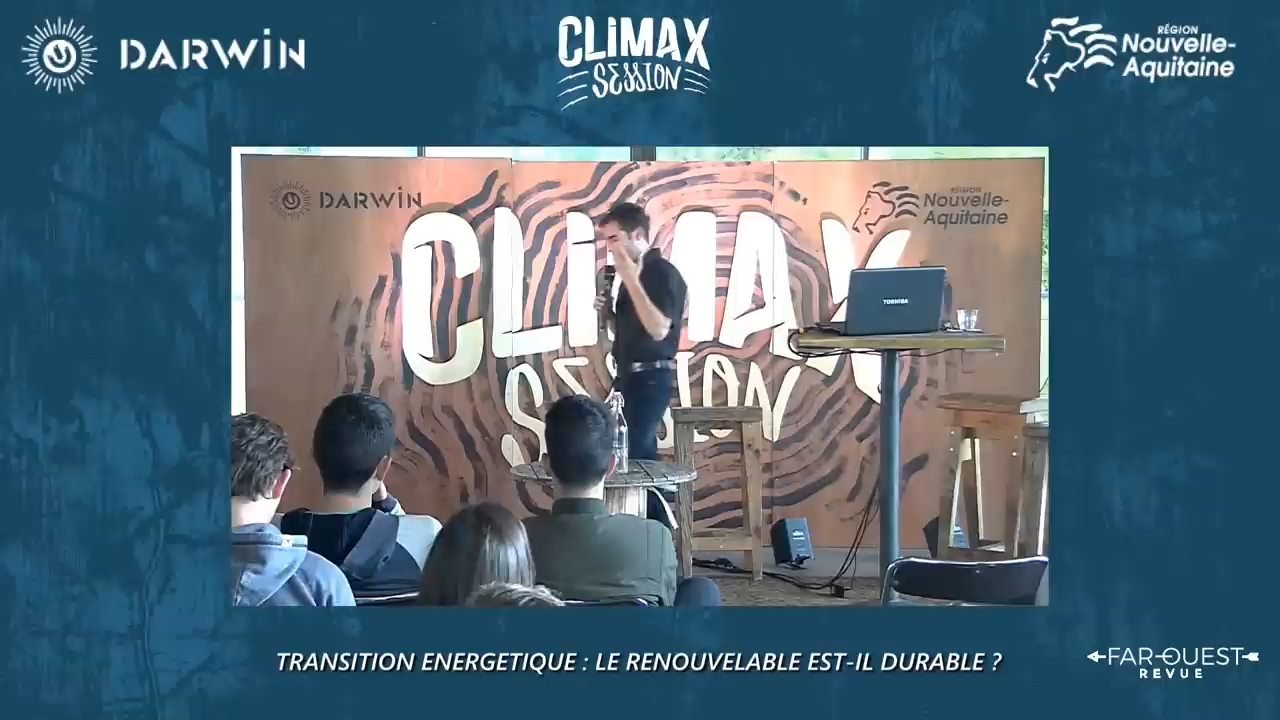 DARWIN
CLIMAX
SESSION
RÉGION
Nouvelle-
Aquitaine
DARWIN
RÉGION
Nouvelle-
Aquitaine
CLIMAX
SESSION
TOSHIBA
TRANSITION ENERGETIQUE : LE RENOUVELABLE EST-IL DURABLE ?
FAR OUEST
REVUE